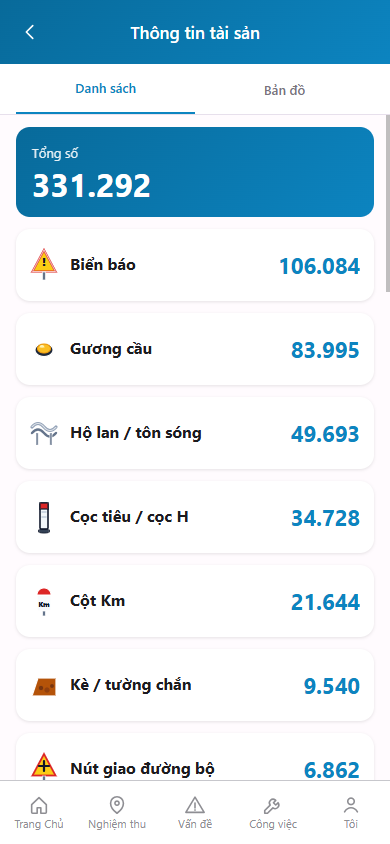 Thông tin tài sản
Danh sách
Bản đồ
Tổng số
331.292
Biển báo
106.084
Gương cầu
83.995
Hộ lan / tôn sóng
49.693
Cọc tiêu / cọc H
34.728
Km
Cột Km
21.644
Kè / tường chắn
9.540
Nút giao đường bộ
6.862
Trang Chủ
Nghiệm thu
Vấn đề
Công việc
Tôi